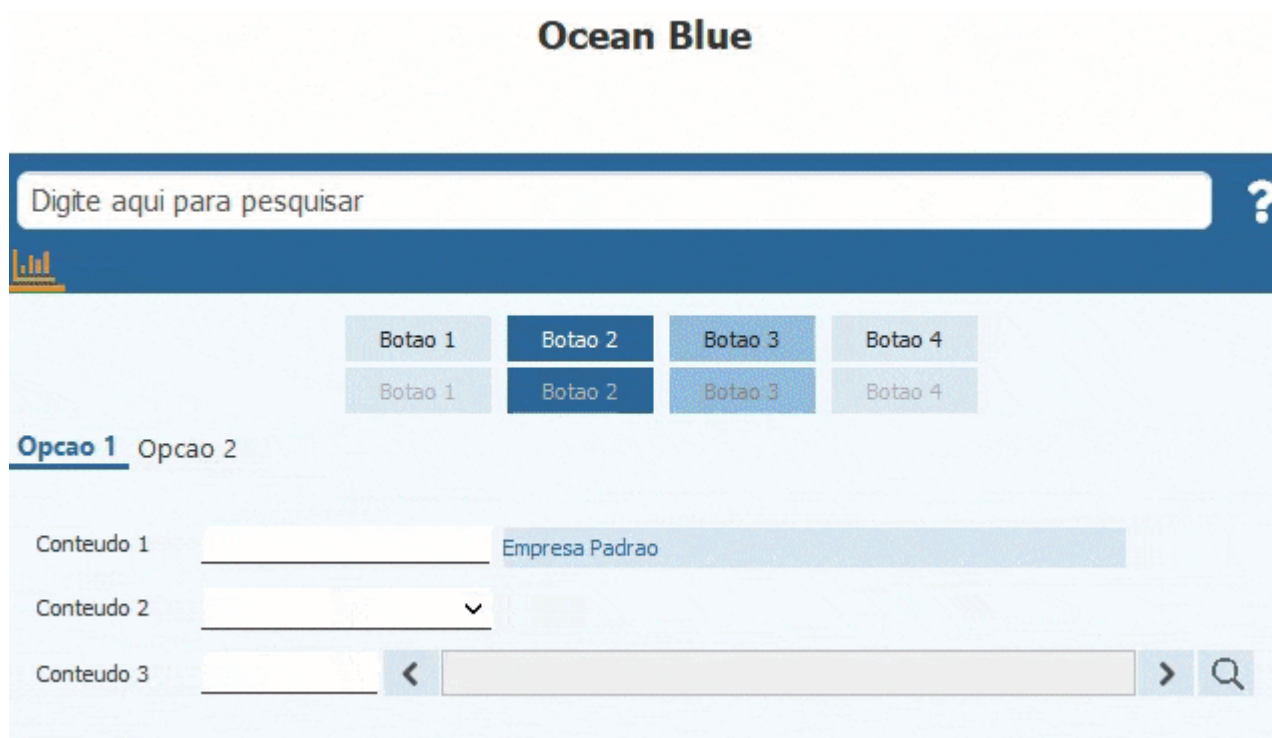 Ocean Blue
Digite aqui para pesquisar
?
Botao 1 Botao 2 Botao 3 Botao 4
Botao 1 Botao 2 Botao 3 Botao 4
Opcao 1 Opcao 2
Conteudo 1 Empresa Padrao
Conteudo 2
Conteudo 3